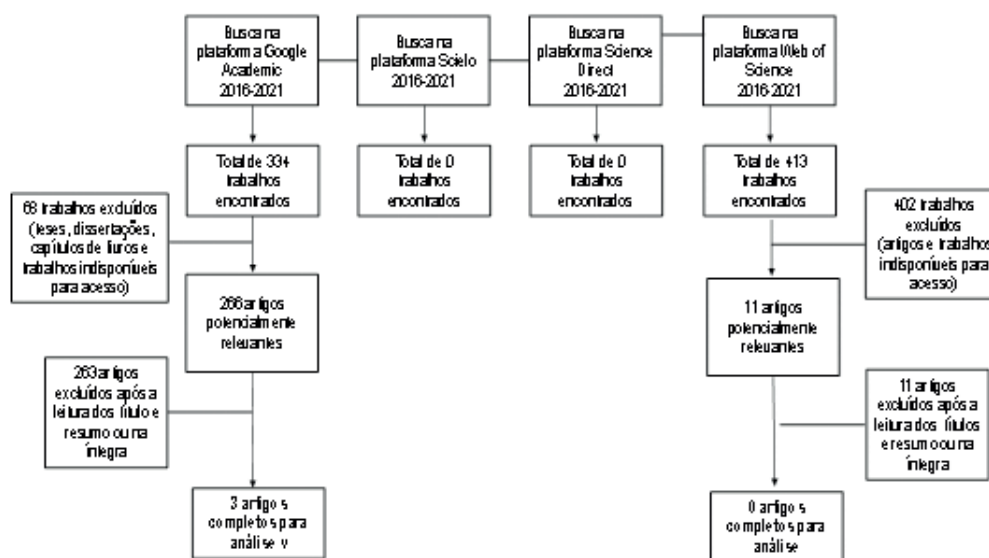 Busca na
plataforma Google
Academic
2016-2021
Busca na
plataforma Scielo
2016-2021
Busca na
plataforma Science
Direct
2016-2021
Busca na
plataforma Web of
Science
2016-2021
Total de 334
trabalhos
encontrados
Total de 0
trabalhos
encontrados
Total de 0
trabalhos
encontrados
Total de 413
trabalhos
encontrados
68 trabalhos excluídos
(teses, dissertações,
capítulos de livros e
trabalhos indisponíveis
para acesso)
402 trabalhos
excluídos
(artigos e trabalhos
indisponíveis para
acesso)
266 artigos
potencialmente
relevantes
11 artigos
potencialmente
relevantes
263 artigos
excluídos após a
leitura dos título e
resumo ou na
íntegra
11 artigos
excluídos após a
leitura dos títulos
e resumo ou na
íntegra
3 artigos
completos para
análise v
0 artigos
completos para
análise